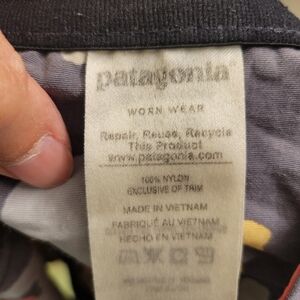 patagonia
WORN WEAR
Repair, Reuse, Recycle
This Product
www.patagonia.com
100% NYLON
EXCLUSIVE OF TRIM
MADE IN VIETNAM
FABRIQUÉ AU VIETNAM
HECHO EN VIETNAM